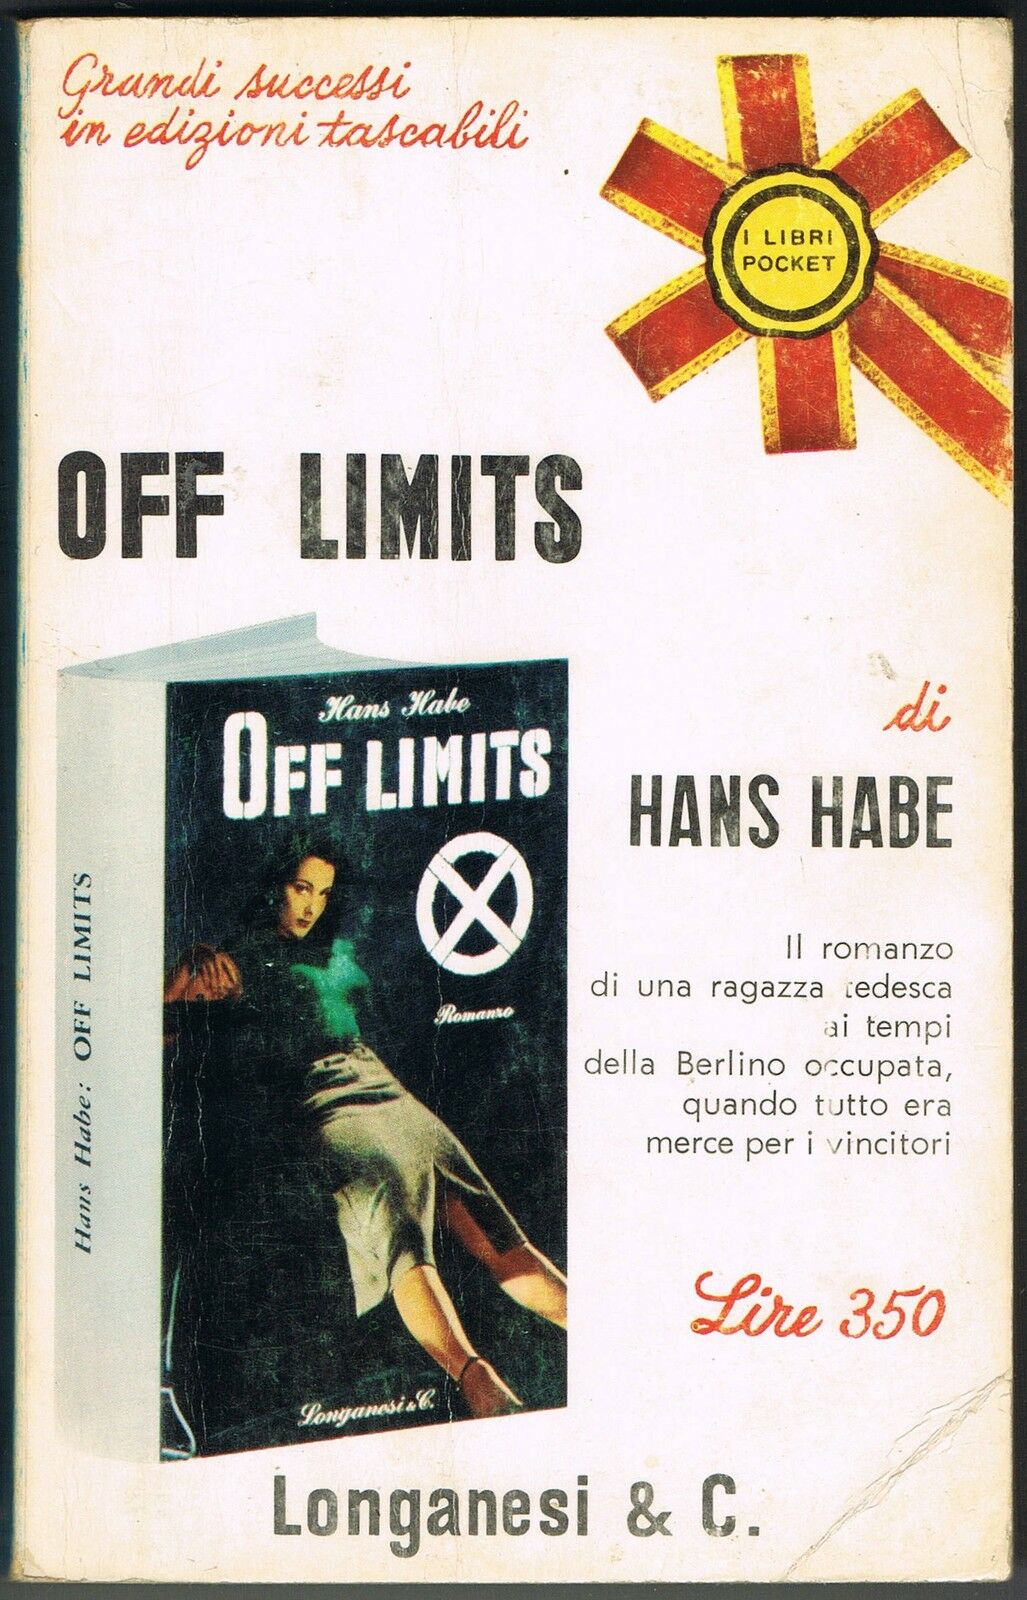 Grandi successi
in edizioni tascabili
I LIBRI
POCKET
OFF LIMITS
Hans Habe
OFF LIMITS
Romanzo
Longanesi & C.
Hans Habe: OFF LIMITS
di
HANS HABE
Il romanzo
di una ragazza tedesca
ai tempi
della Berlino occupata,
quando tutto era
merce per i vincitori
Lire 350
Longanesi & C.